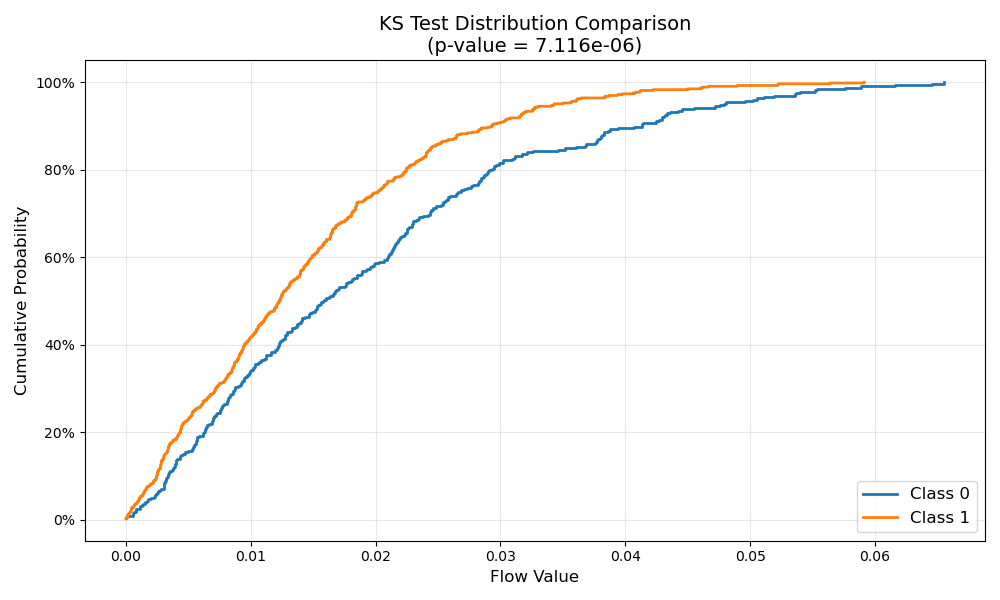 KS Test Distribution Comparison
(p-value = 7.116e-06)
Cumulative Probability
100%
80%
60%
40%
20%
0%
0.00 0.01 0.02 0.03 0.04 0.05 0.06
Flow Value
Class 0
Class 1